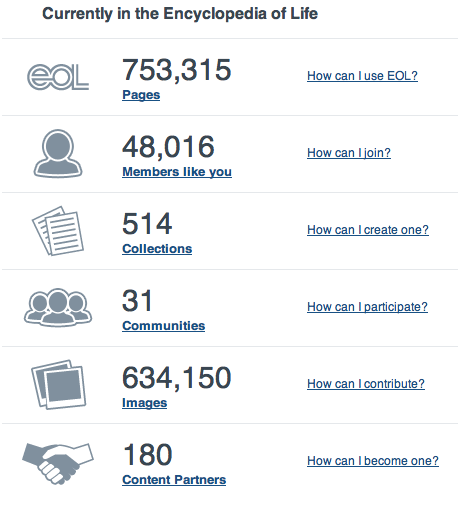 Currently in the Encyclopedia of Life
eoL
753,315
How can I use EOL?
Pages
48,016
How can I join?
Members like you
514
How can I create one?
Collections
31
How can I participate?
Communities
634,150
How can I contribute?
Images
180
How can I become one?
Content Partners